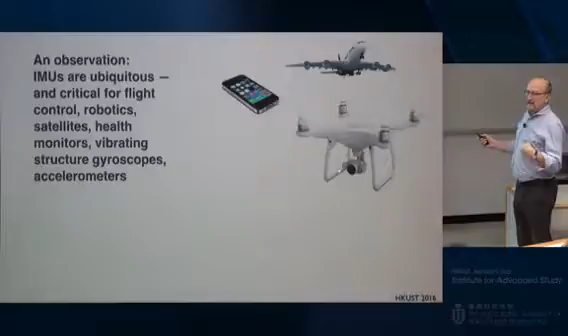 An observation:
IMUs are ubiquitous —
and critical for flight
control, robotics,
satellites, health
monitors, vibrating
structure gyroscopes,
accelerometers
HKUST 2016
Institute for Advanced Study